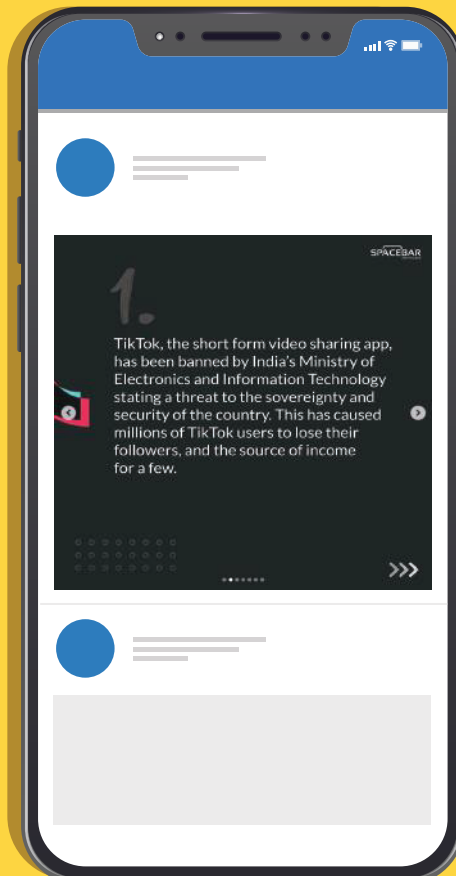 SPACEBAR
1.
TikTok, the short form video sharing app,
has been banned by India's Ministry of
Electronics and Information Technology
stating a threat to the sovereignty and
security of the country. This has caused
millions of TikTok users to lose their
followers, and the source of income
for a few.